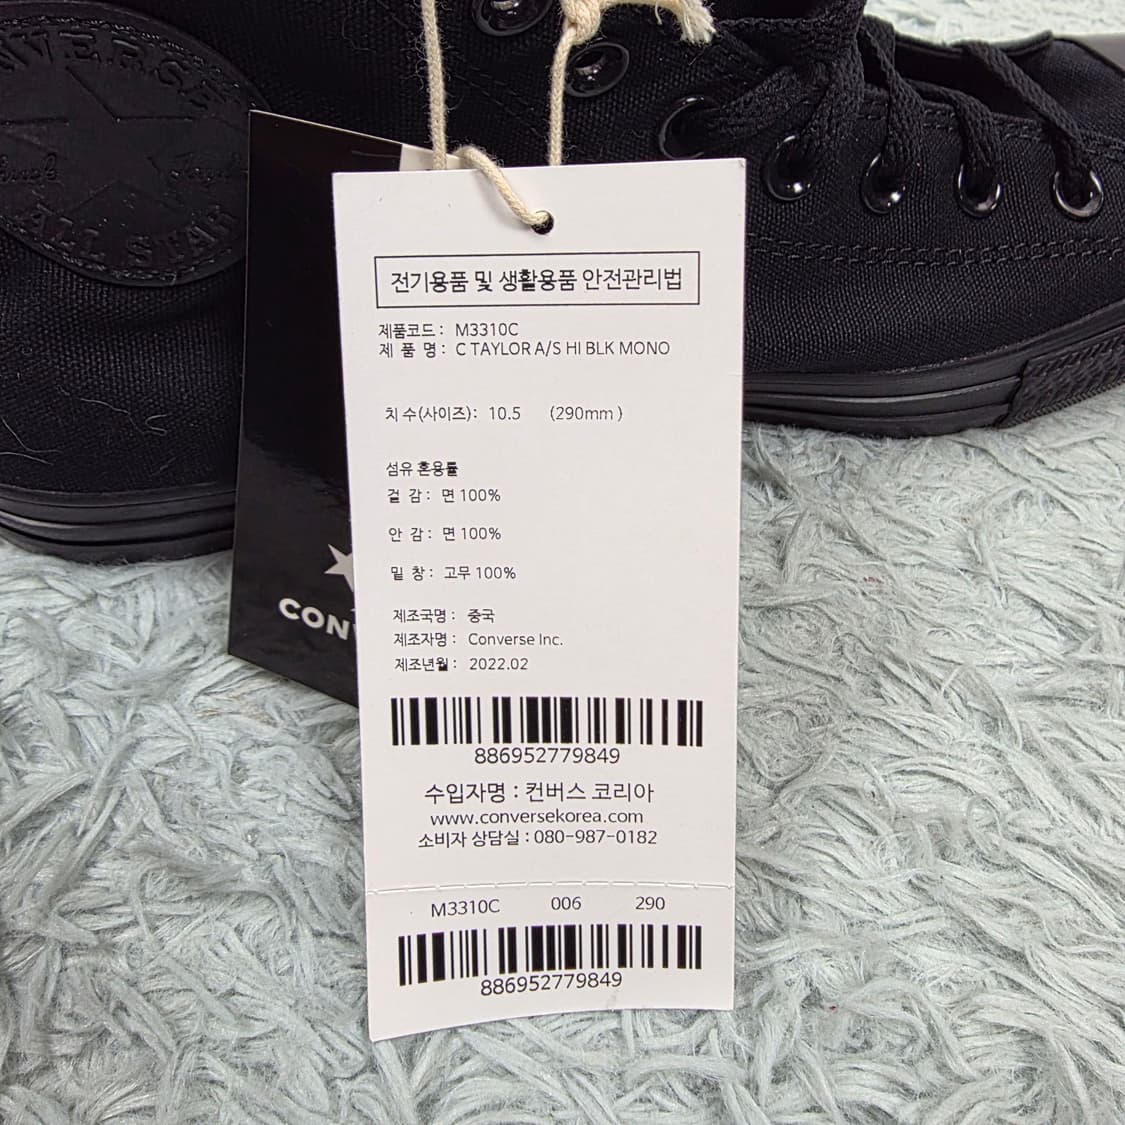 CONVERSE
ALL STAR
전기용품 및 생활용품 안전관리법
제품코드 : M3310C
제 품 명 : C TAYLOR A/S HI BLK MONO
치 수(사이즈) : 10.5 (290mm )
섬유 혼용률
겉 감 : 면 100%
안 감 : 면 100%
밑 창 : 고무 100%
제조국명 : 중국
제조자명 : Converse Inc.
제조년월 : 2022.02
886952779849
수입자명 : 컨버스 코리아
www.conversekorea.com
소비자 상담실 : 080-987-0182
M3310C 006 290
886952779849
CON